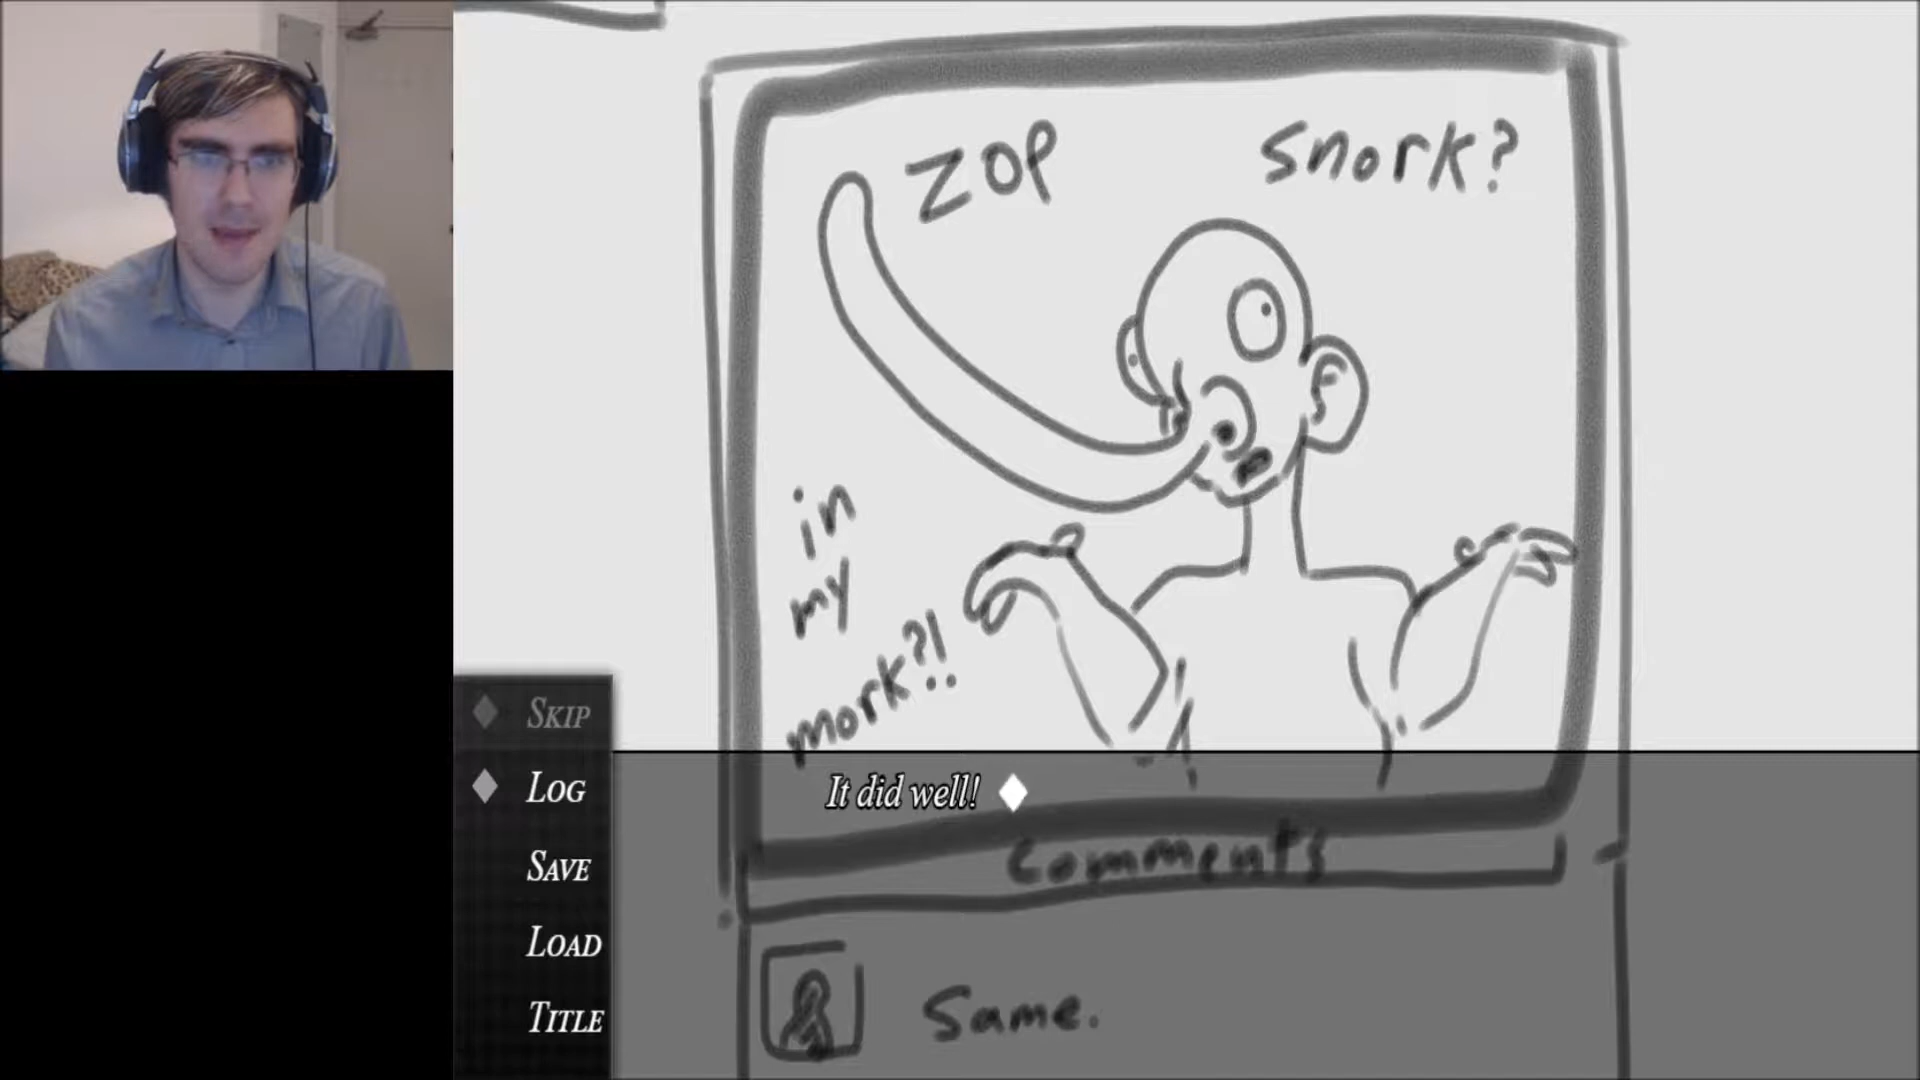 ZOP
Snork?
in
my
mork?!
It did well!
Comments
Same.
SKIP
LOG
SAVE
LOAD
TITLE